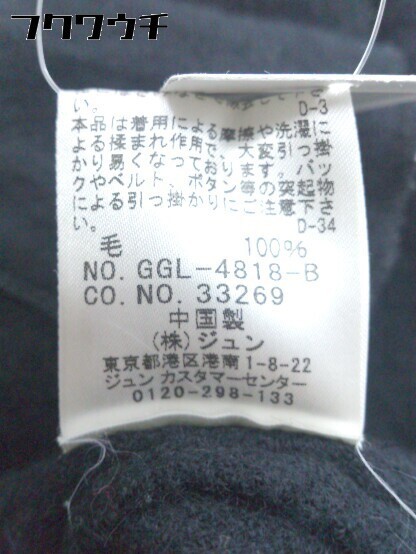 フクウクチ
い。
D-3
本品は着用による摩擦や洗濯に
よる揉まれ作用で、大変引っ掛
かり易くなっております。バッ
クやベルト、ボタン等の突起物
による引っ掛かりにご注意下さ
い。
D-34
毛 100%
NO. GGL-4818-B
CO. NO. 33269
中国製
(株)ジュン
東京都港区港南1-8-22
ジュン カスタマーセンター
0120-298-133